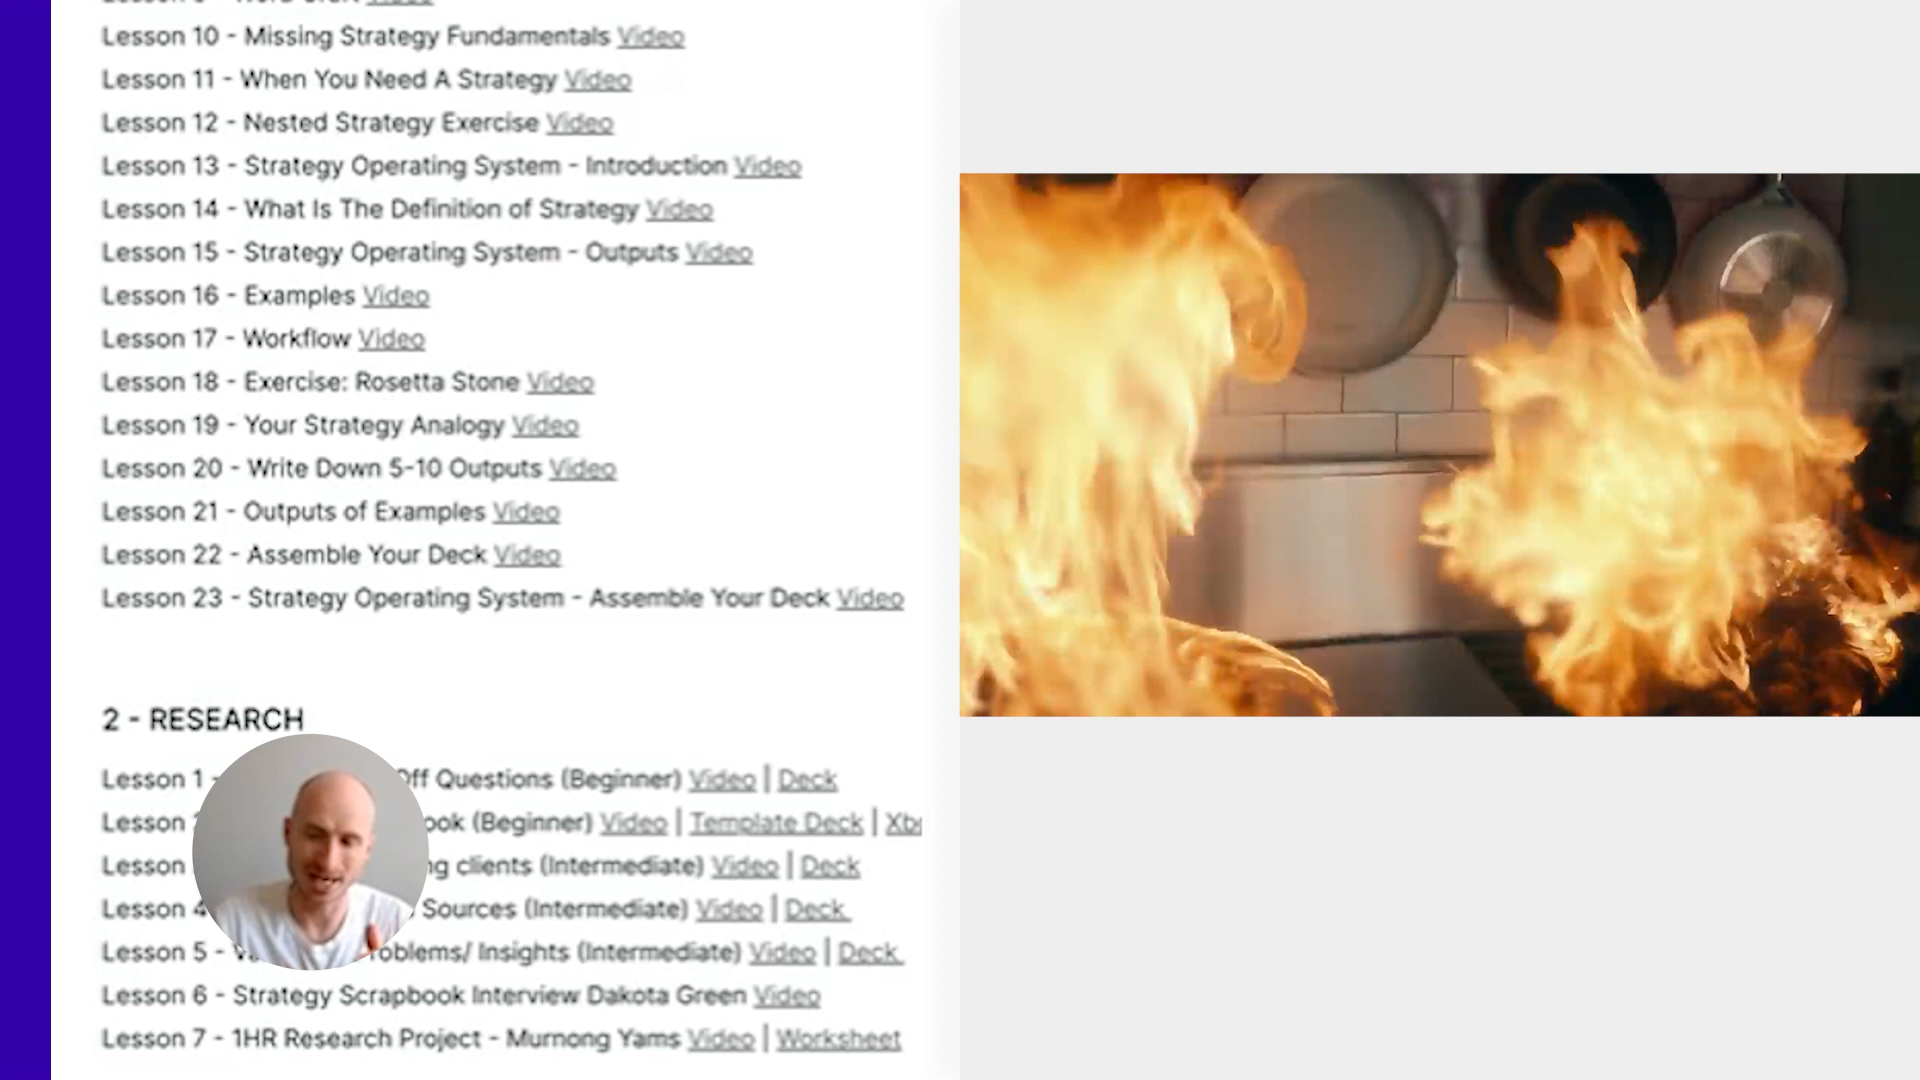 Lesson 10 - Missing Strategy Fundamentals Video
Lesson 11 - When You Need A Strategy Video
Lesson 12 - Nested Strategy Exercise Video
Lesson 13 - Strategy Operating System - Introduction Video
Lesson 14 - What Is The Definition of Strategy Video
Lesson 15 - Strategy Operating System - Outputs Video
Lesson 16 - Examples Video
Lesson 17 - Workflow Video
Lesson 18 - Exercise: Rosetta Stone Video
Lesson 19 - Your Strategy Analogy Video
Lesson 20 - Write Down 5-10 Outputs Video
Lesson 21 - Outputs of Examples Video
Lesson 22 - Assemble Your Deck Video
Lesson 23 - Strategy Operating System - Assemble Your Deck Video
2 - RESEARCH
Lesson 1 - Off Questions (Beginner) Video | Deck
Lesson (Beginner) Video | Template Deck |
Lesson clients (Intermediate) Video | Deck
Lesson 4 Sources (Intermediate) Video | Deck
Lesson 5 - Insights (Intermediate) Video | Deck
Lesson 6 - Strategy Scrapbook Interview Dakota Green Video
Lesson 7 - 1HR Research Project - Murnong Yams Video | Worksheet